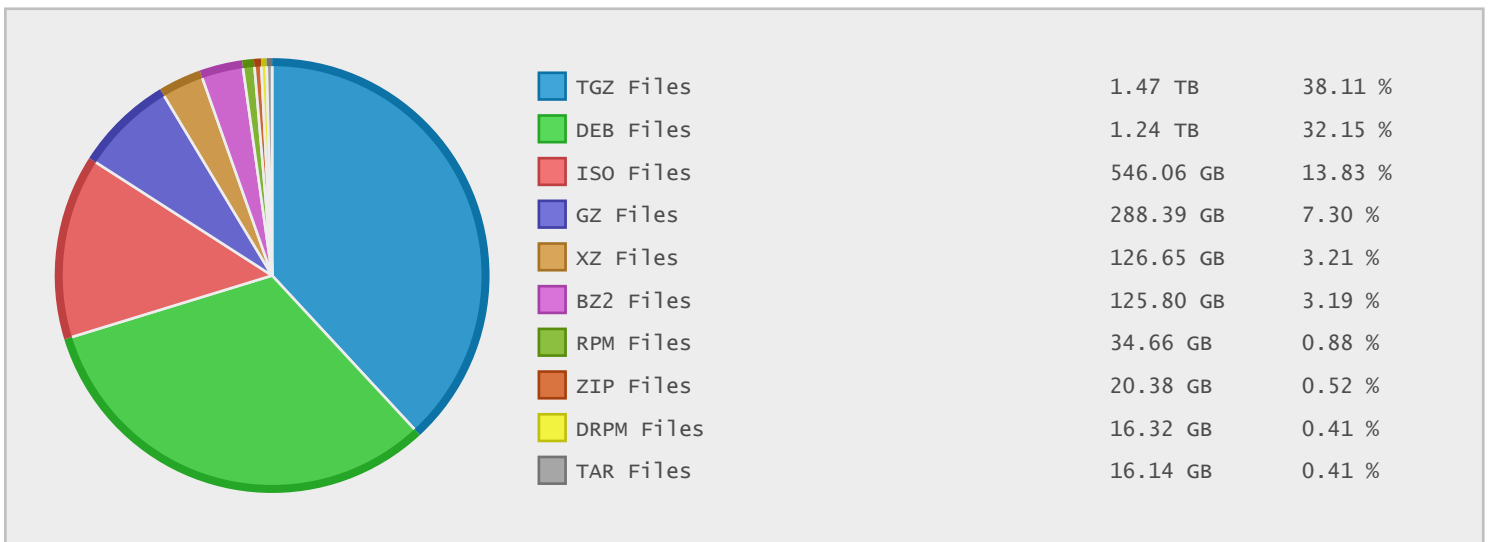 TGZ Files 1.47 TB 38.11 %
DEB Files 1.24 TB 32.15 %
ISO Files 546.06 GB 13.83 %
GZ Files 288.39 GB 7.30 %
XZ Files 126.65 GB 3.21 %
BZ2 Files 125.80 GB 3.19 %
RPM Files 34.66 GB 0.88 %
ZIP Files 20.38 GB 0.52 %
DRPM Files 16.32 GB 0.41 %
TAR Files 16.14 GB 0.41 %